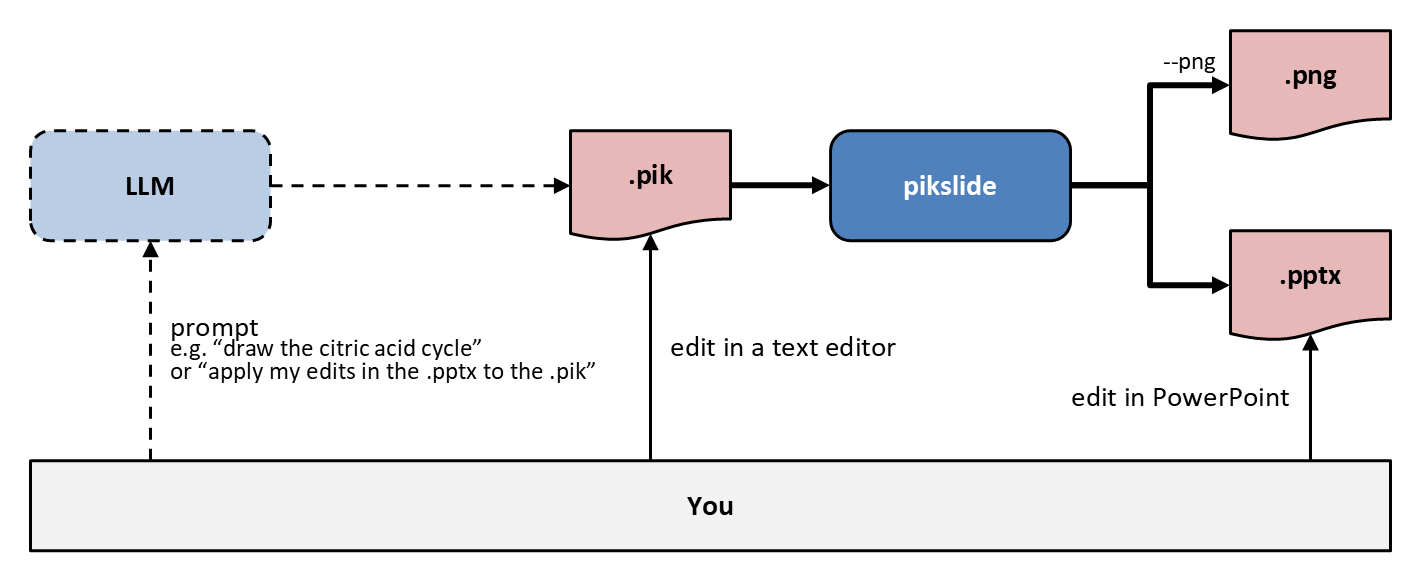 --png
.png
LLM
.pik
pikslide
.pptx
prompt
e.g. “draw the citric acid cycle”
or “apply my edits in the .pptx to the .pik”
edit in a text editor
edit in PowerPoint
You